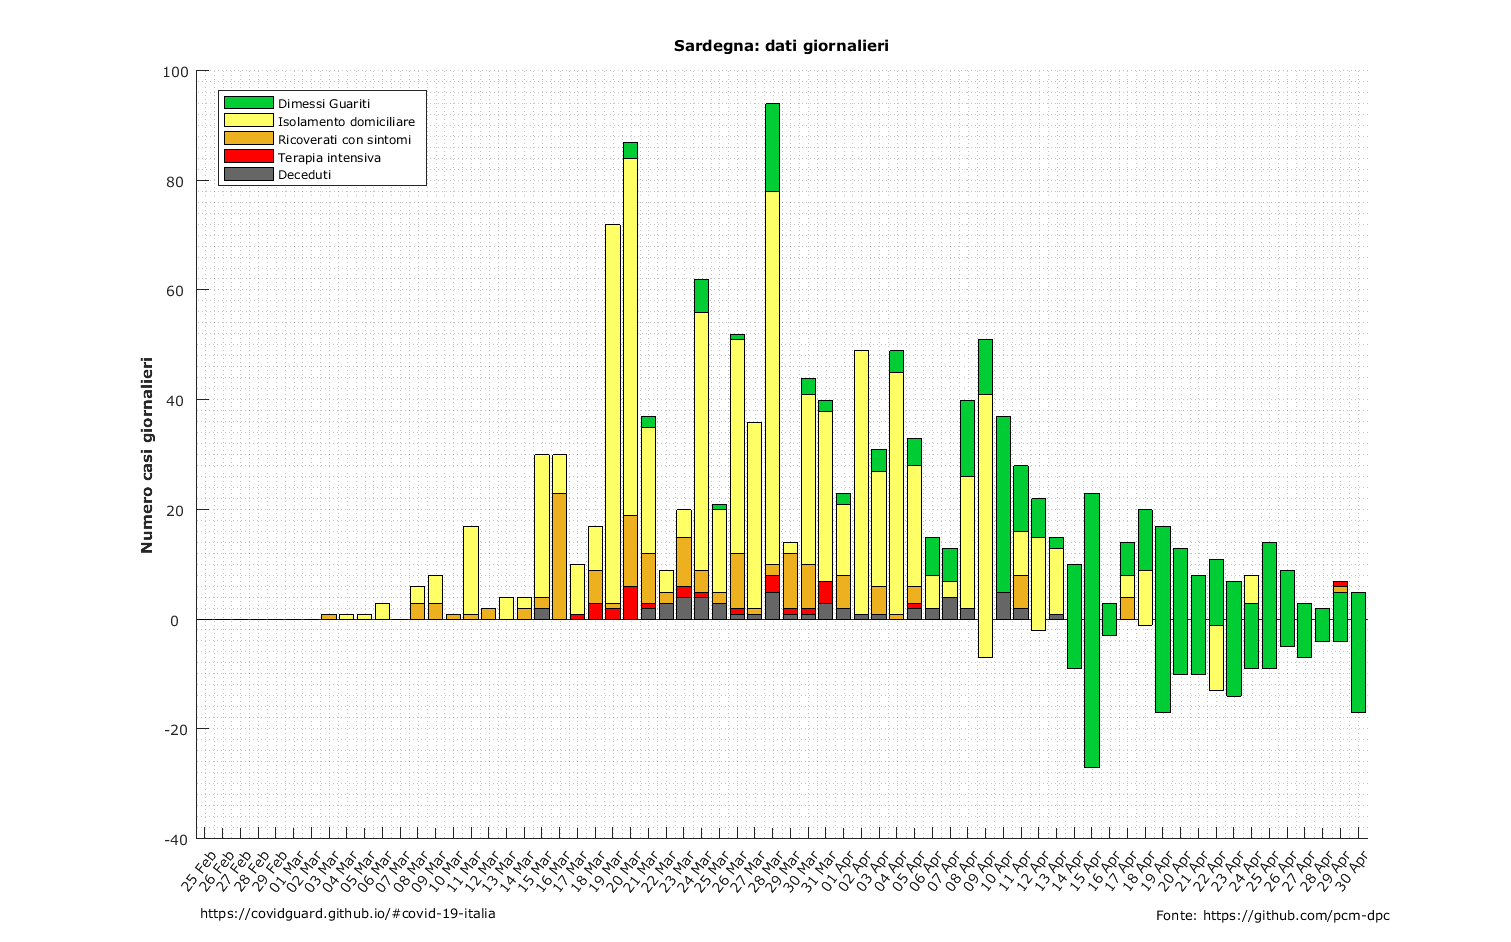 Sardegna: dati giornalieri
100
80
60
40
20
0
-20
-40
Numero casi giornalieri
Dimessi Guariti
Isolamento domiciliare
Ricoverati con sintomi
Terapia intensiva
Deceduti
25 Feb
26 Feb
27 Feb
28 Feb
29 Feb
01 Mar
02 Mar
03 Mar
04 Mar
05 Mar
06 Mar
07 Mar
08 Mar
09 Mar
10 Mar
11 Mar
12 Mar
13 Mar
14 Mar
15 Mar
16 Mar
17 Mar
18 Mar
19 Mar
20 Mar
21 Mar
22 Mar
23 Mar
24 Mar
25 Mar
26 Mar
27 Mar
28 Mar
29 Mar
30 Mar
31 Mar
01 Apr
02 Apr
03 Apr
04 Apr
05 Apr
06 Apr
07 Apr
08 Apr
09 Apr
10 Apr
11 Apr
12 Apr
13 Apr
14 Apr
15 Apr
16 Apr
17 Apr
18 Apr
19 Apr
20 Apr
21 Apr
22 Apr
23 Apr
24 Apr
25 Apr
26 Apr
27 Apr
28 Apr
29 Apr
30 Apr
https://covidguard.github.io/#covid-19-italia
Fonte: https://github.com/pcm-dpc